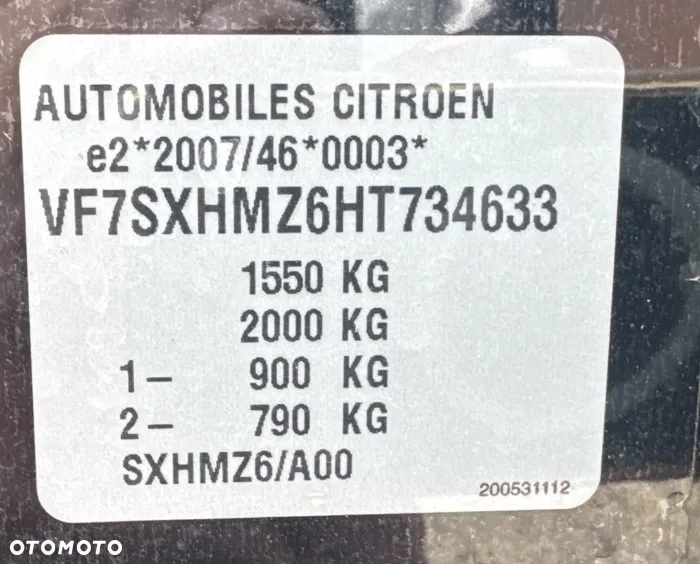 AUTOMOBILES CITROEN
e2*2007/46*0003*
VF7SXHMZ6HT734633
1550 KG
2000 KG
1- 900 KG
2- 790 KG
SXHMZ6/A00
200531112
OTOMOTO